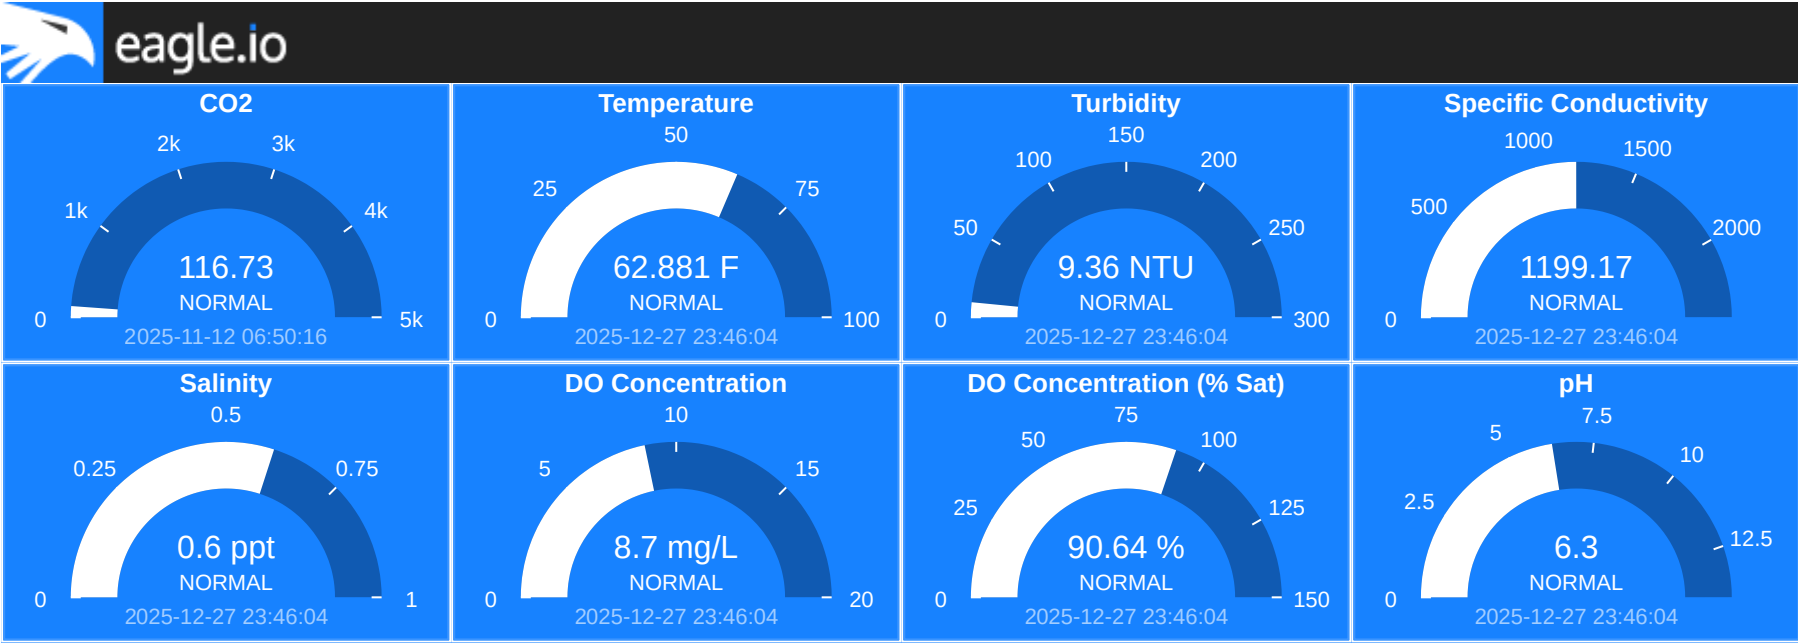 eagle.io
CO2
0
1k
2k
3k
4k
5k
116.73
NORMAL
2025-11-12 06:50:16
Temperature
0
25
50
75
100
62.881 F
NORMAL
2025-12-27 23:46:04
Turbidity
0
50
100
150
200
250
300
9.36 NTU
NORMAL
2025-12-27 23:46:04
Specific Conductivity
0
500
1000
1500
2000
1199.17
NORMAL
2025-12-27 23:46:04
Salinity
0
0.25
0.5
0.75
1
0.6 ppt
NORMAL
2025-12-27 23:46:04
DO Concentration
0
5
10
15
20
8.7 mg/L
NORMAL
2025-12-27 23:46:04
DO Concentration (% Sat)
0
25
50
75
100
125
150
90.64 %
NORMAL
2025-12-27 23:46:04
pH
0
2.5
5
7.5
10
12.5
6.3
NORMAL
2025-12-27 23:46:04